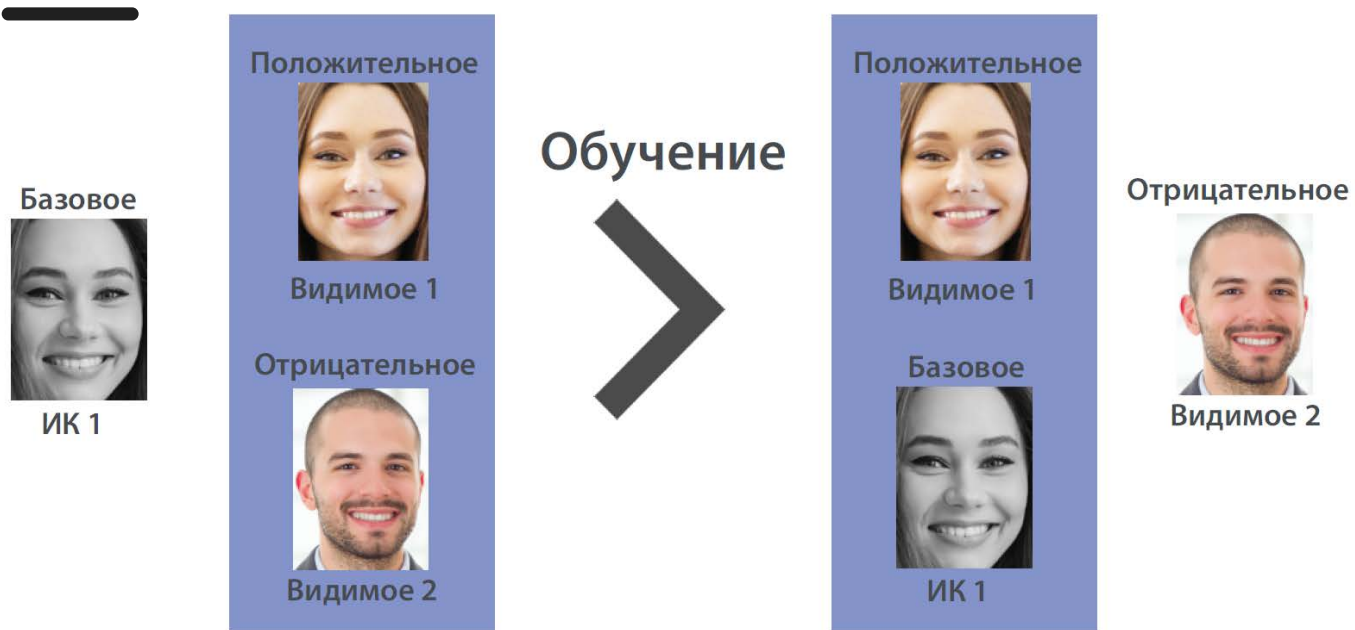 Базовое
ИК 1
Положительное
Видимое 1
Отрицательное
Видимое 2
Обучение
Положительное
Видимое 1
Базовое
ИК 1
Отрицательное
Видимое 2